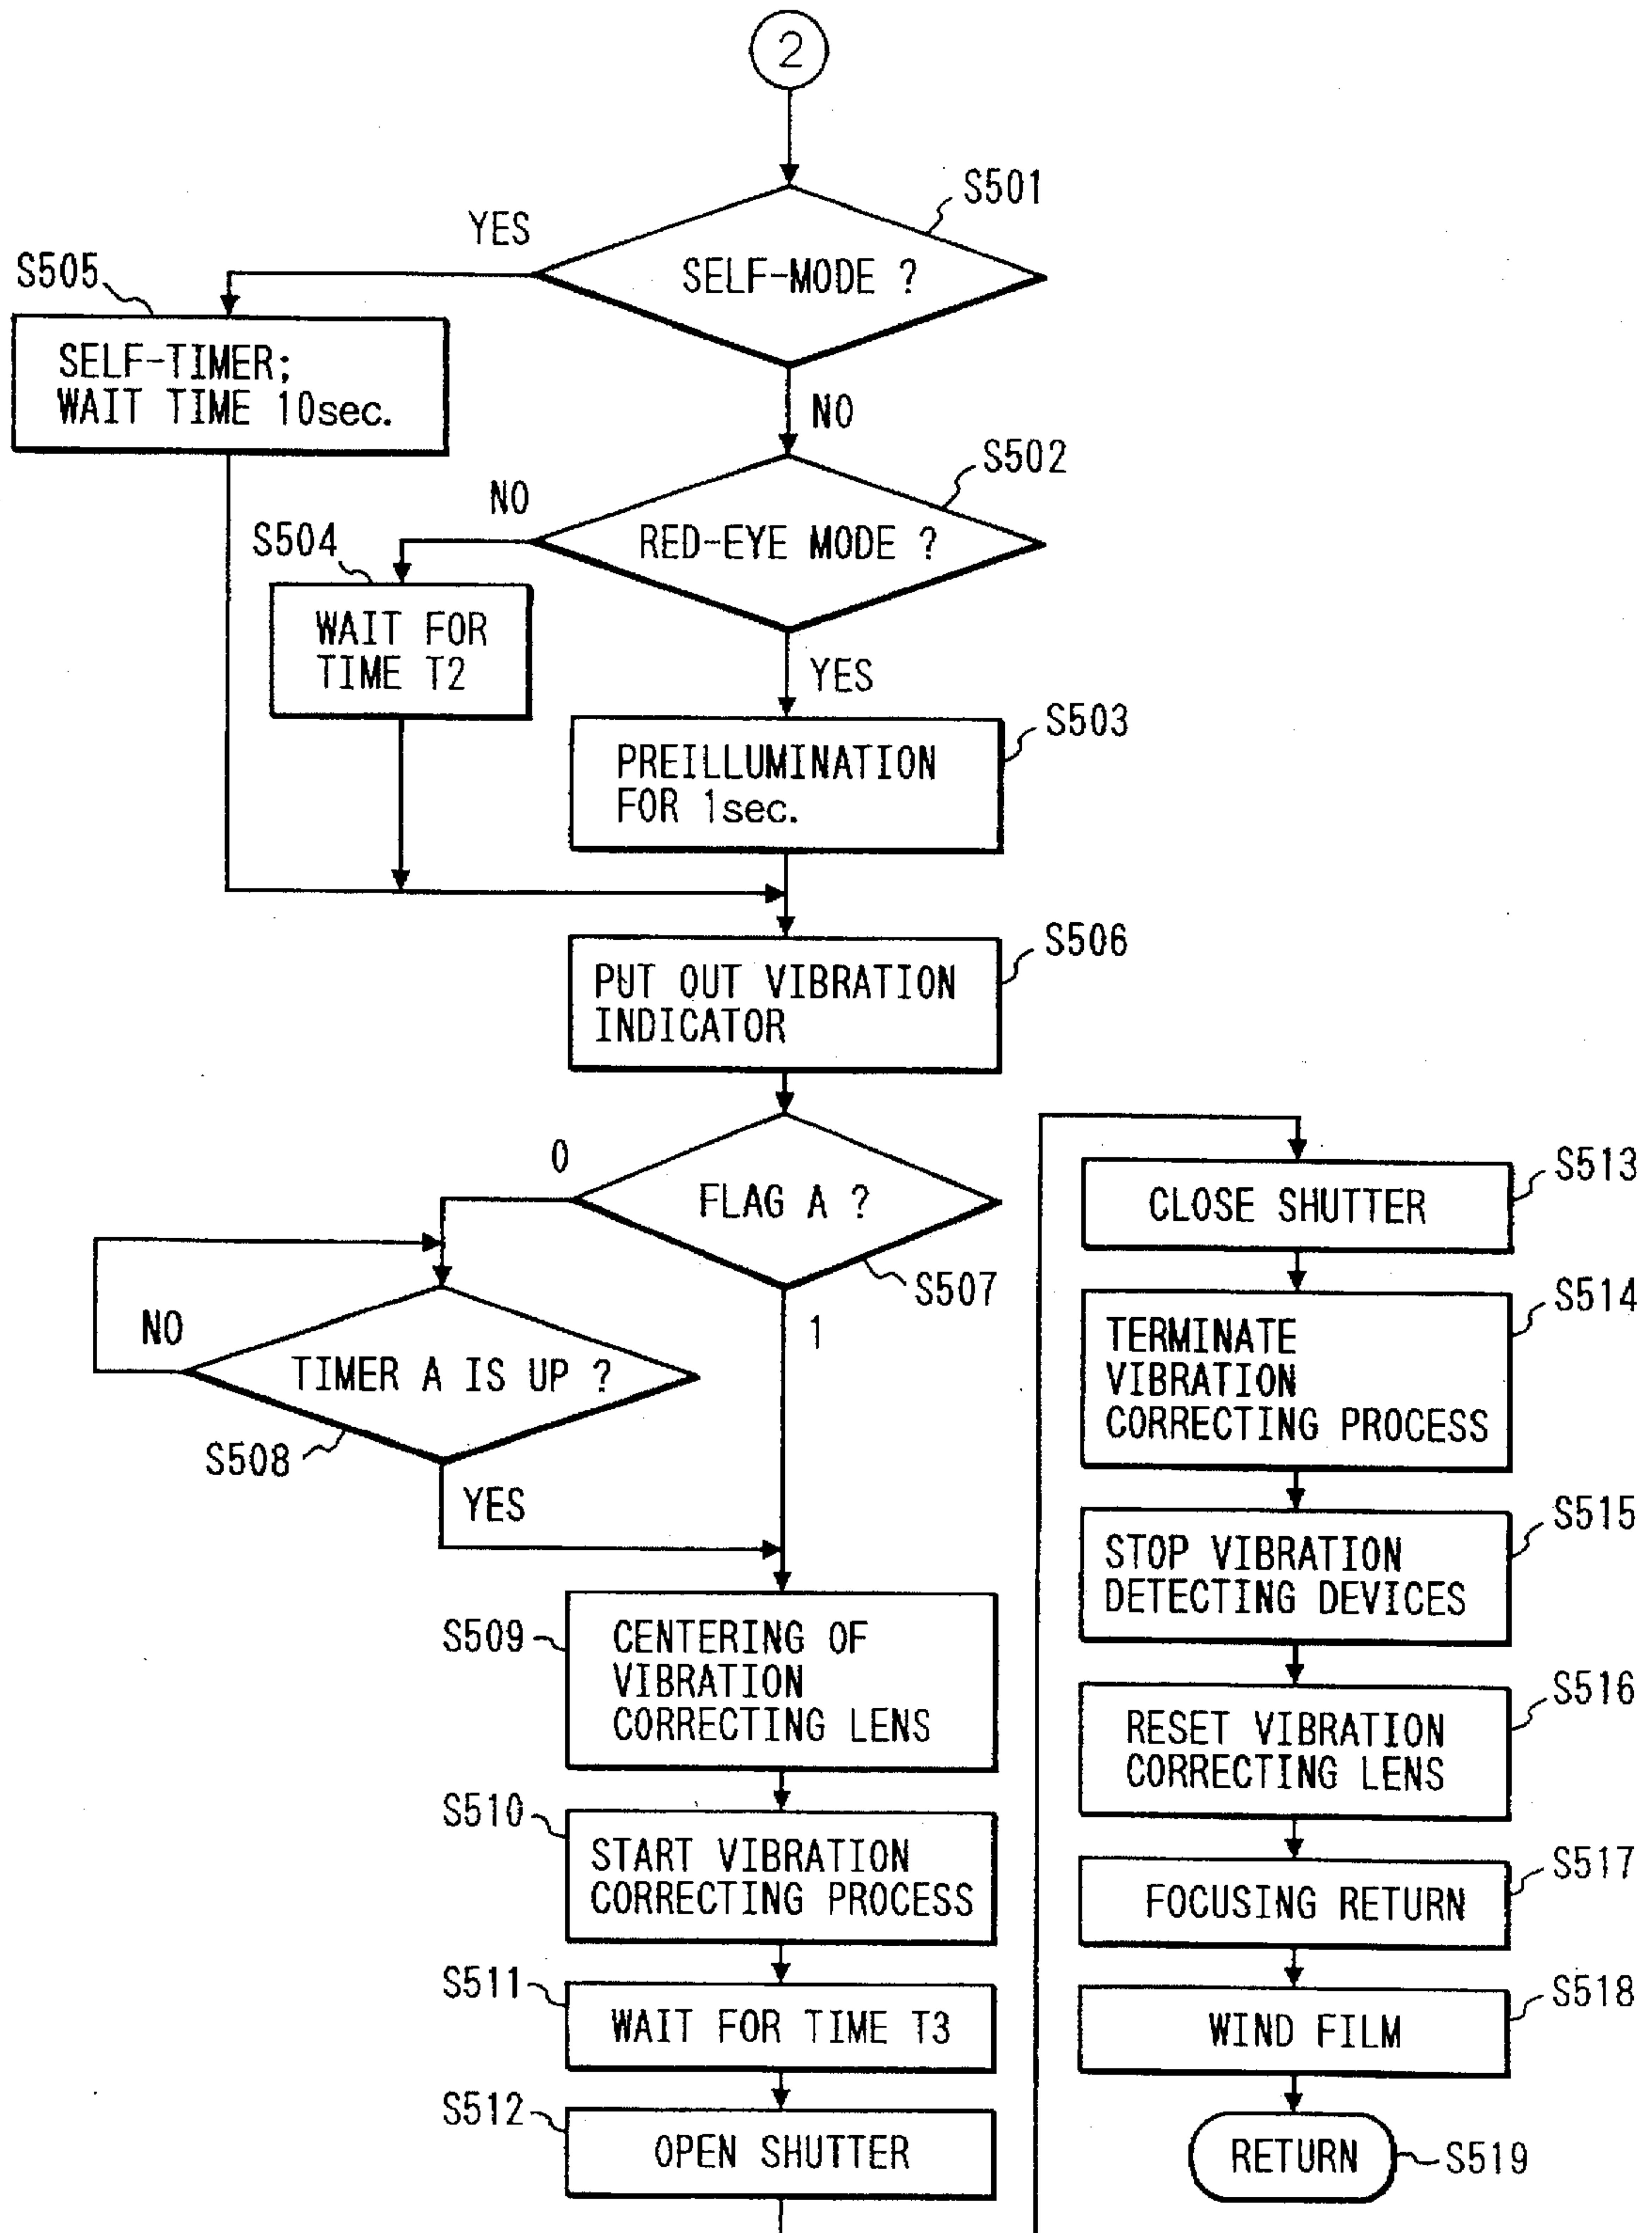 2
S501
YES
SELF-MODE ?
S505
SELF-TIMER;
WAIT TIME 10sec.
NO
S502
NO
RED-EYE MODE ?
S504
WAIT FOR
TIME T2
YES
S503
PREILLUMINATION
FOR 1sec.
S506
PUT OUT VIBRATION
INDICATOR
0
FLAG A ?
S507
1
NO
TIMER A IS UP ?
S508
YES
S509
CENTERING OF
VIBRATION
CORRECTING LENS
S510
START VIBRATION
CORRECTING PROCESS
S511
WAIT FOR TIME T3
S512
OPEN SHUTTER
S513
CLOSE SHUTTER
S514
TERMINATE
VIBRATION
CORRECTING PROCESS
S515
STOP VIBRATION
DETECTING DEVICES
S516
RESET VIBRATION
CORRECTING LENS
S517
FOCUSING RETURN
S518
WIND FILM
RETURN
S519